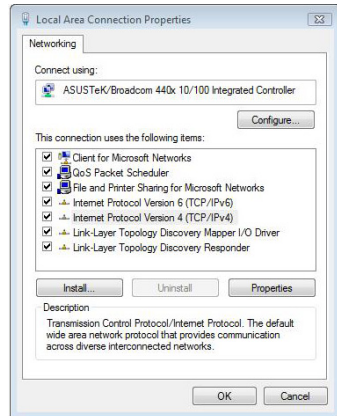 Local Area Connection Properties
Networking
Connect using:
ASUSTeK/Broadcom 440x 10/100 Integrated Controller
Configure...
This connection uses the following items:
Client for Microsoft Networks
QoS Packet Scheduler
File and Printer Sharing for Microsoft Networks
Internet Protocol Version 6 (TCP/IPv6)
Internet Protocol Version 4 (TCP/IPv4)
Link-Layer Topology Discovery Mapper I/O Driver
Link-Layer Topology Discovery Responder
Install... Uninstall Properties
Description
Transmission Control Protocol/Internet Protocol. The default
wide area network protocol that provides communication
across diverse interconnected networks.
OK Cancel